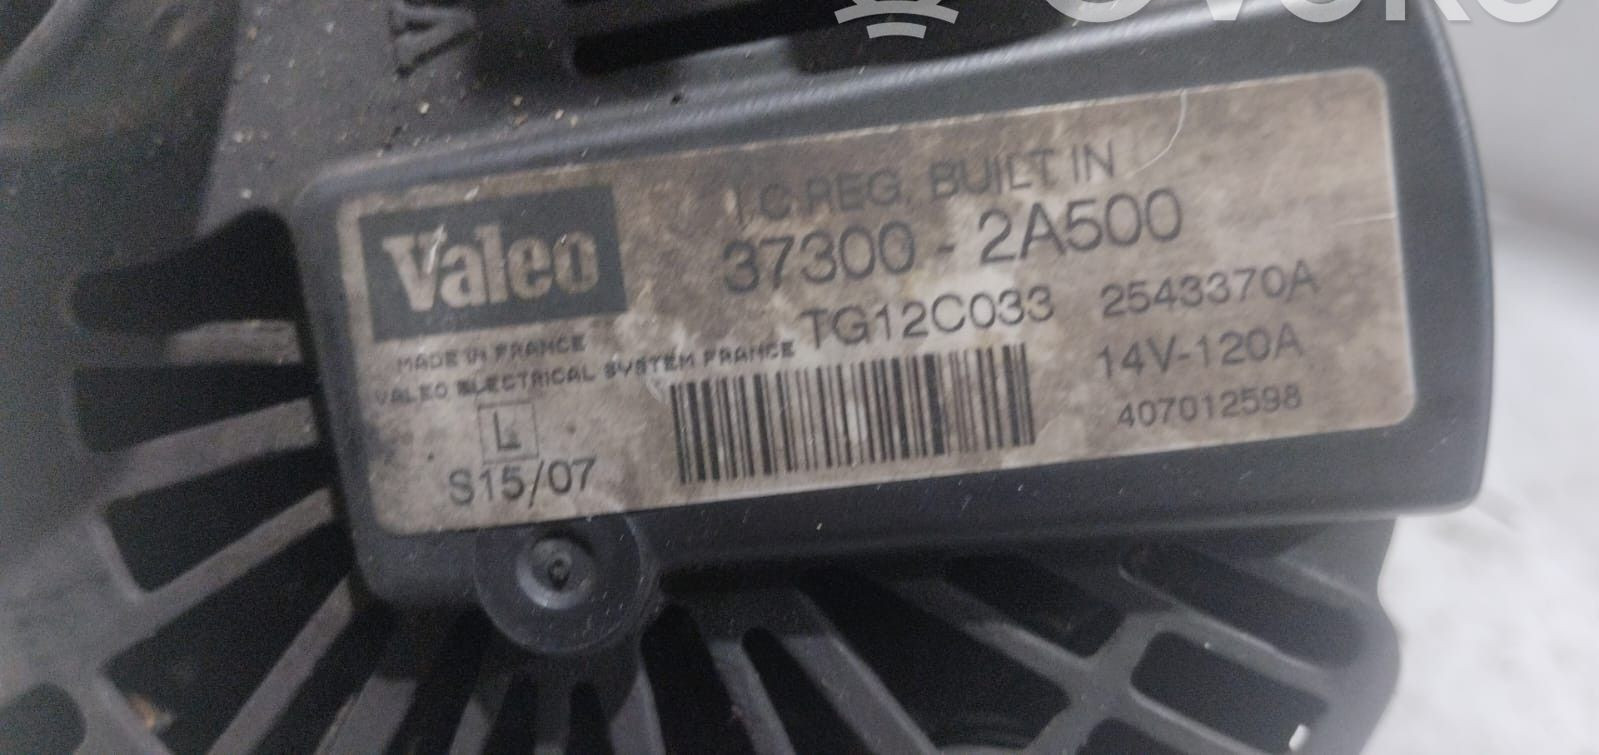 Valeo
I.C REG. BUILT IN
37300 - 2A500
TG12C033 2543370A
MADE IN FRANCE
VALEO ELECTRICAL SYSTEM FRANCE
14V-120A
L
407012598
S15/07